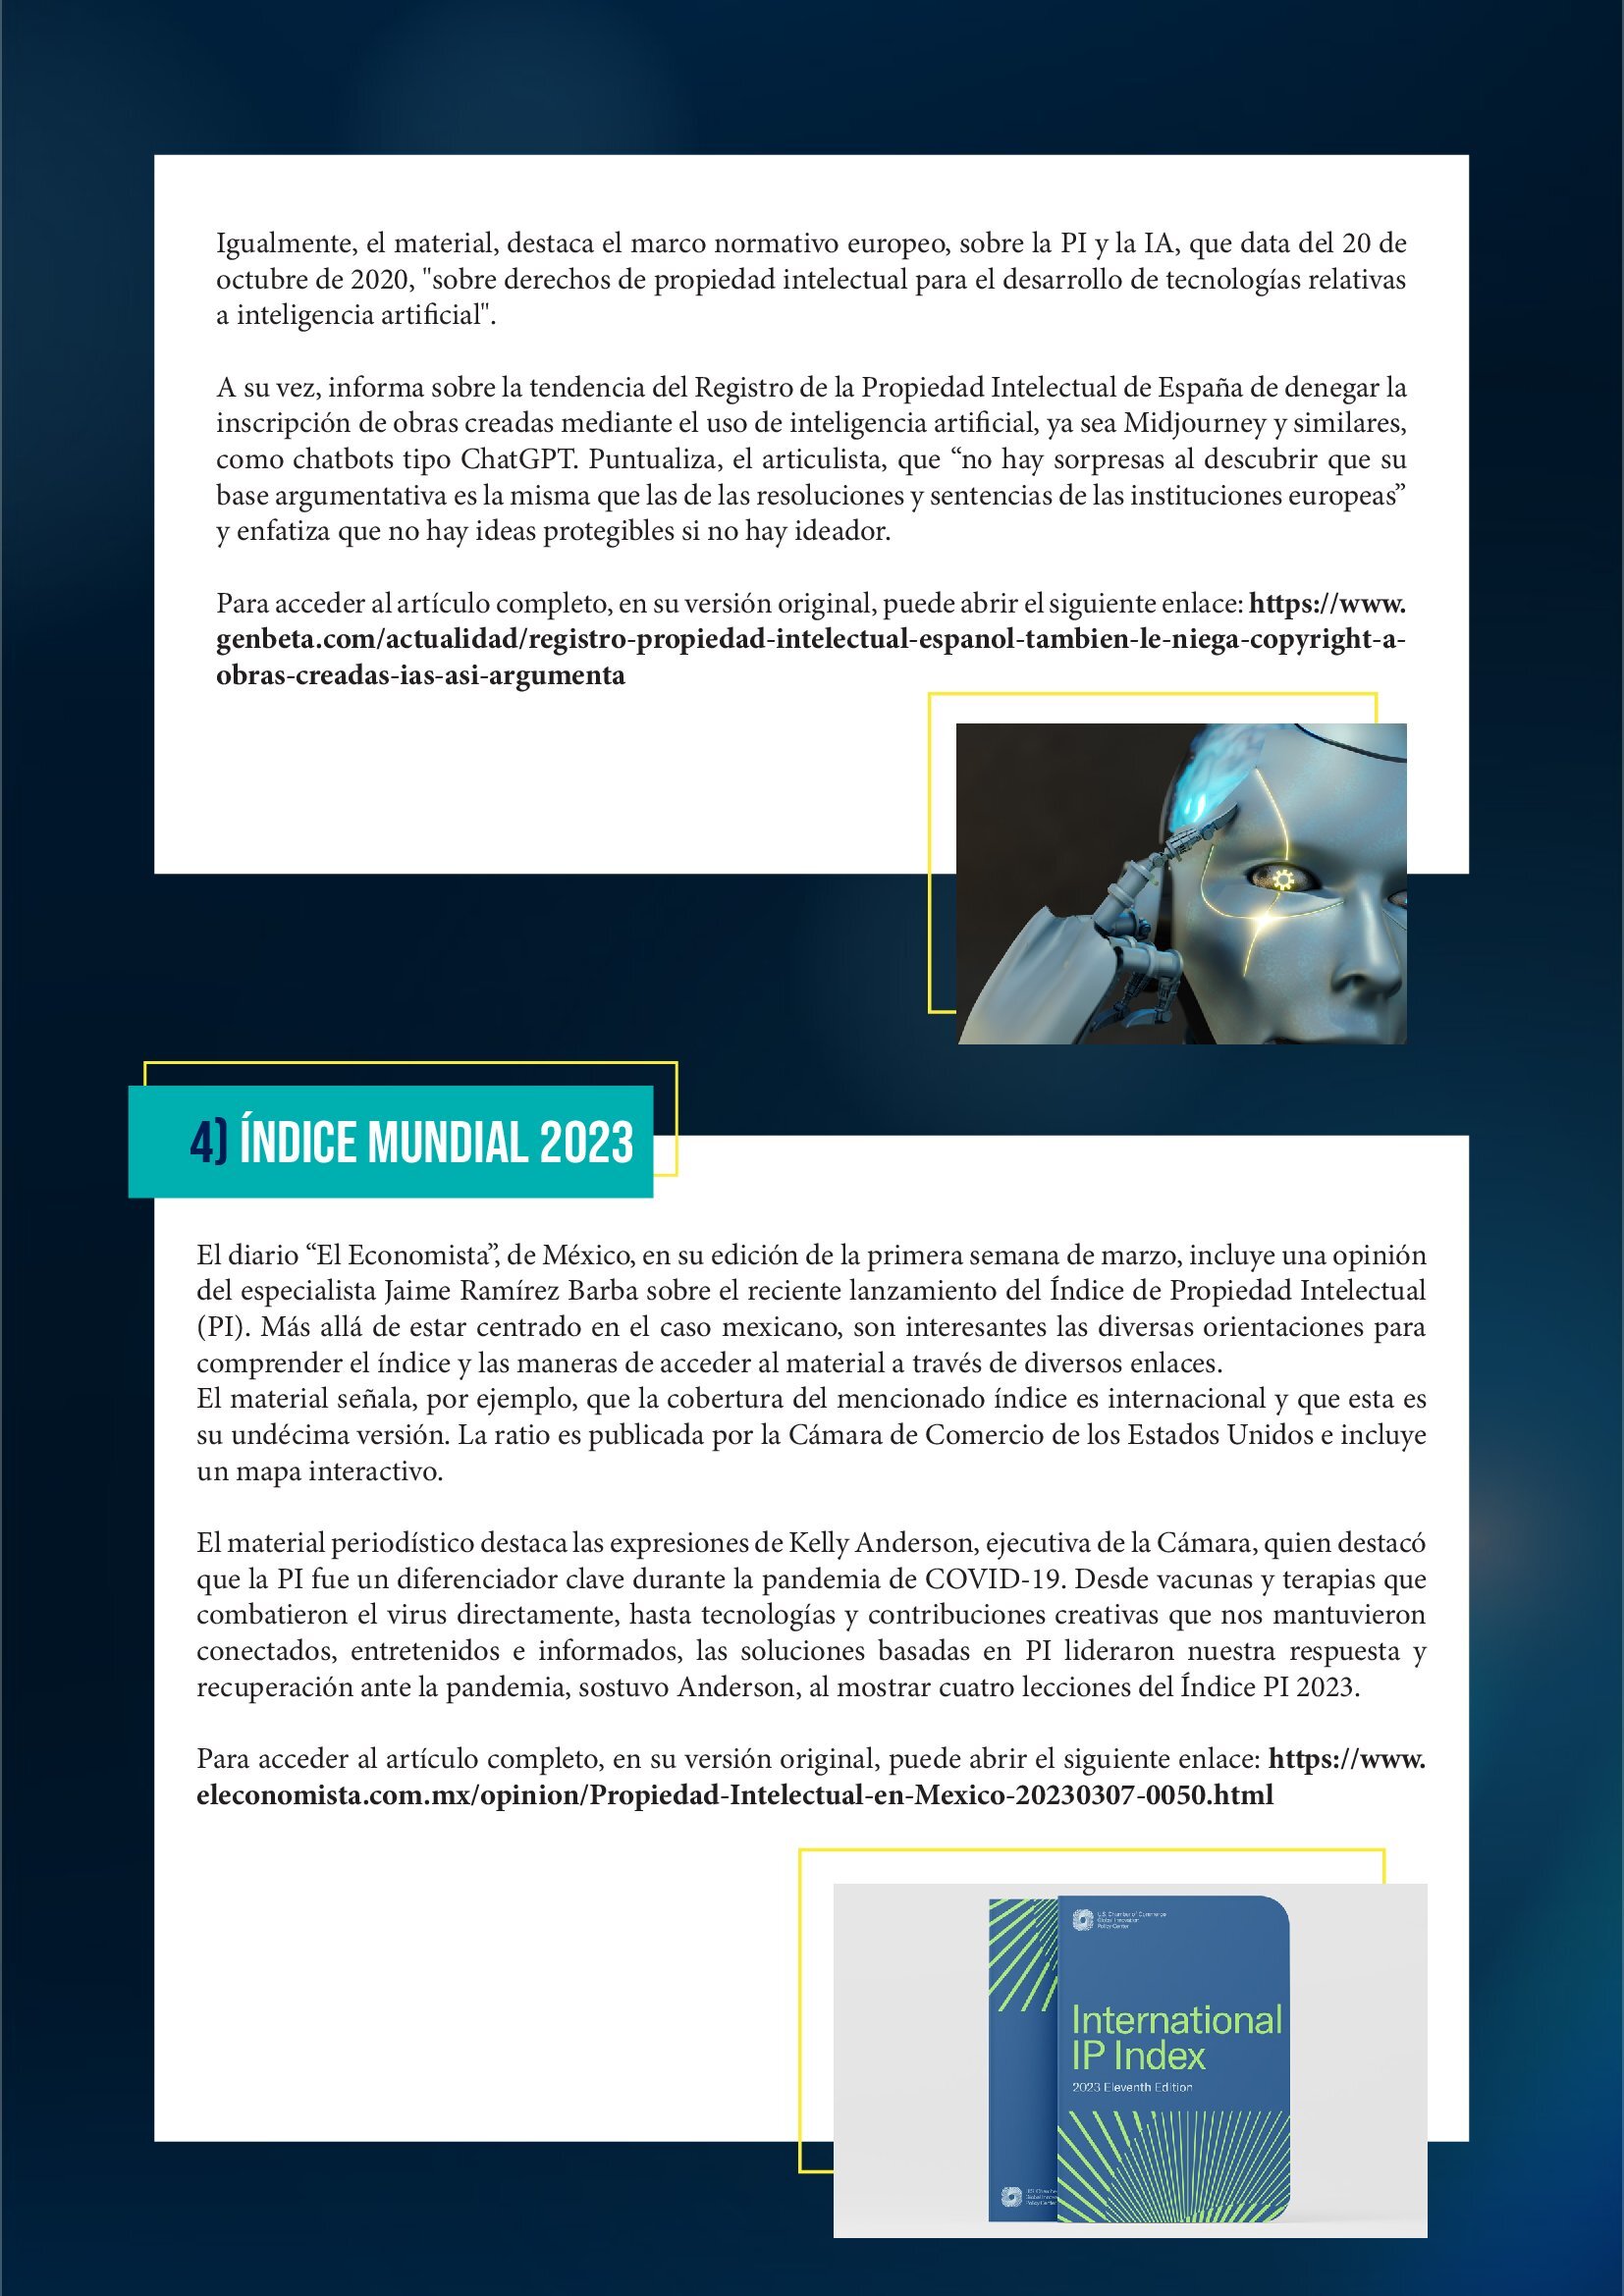 Igualmente, el material, destaca el marco normativo europeo, sobre la PI y la IA, que data del 20 de
octubre de 2020, "sobre derechos de propiedad intelectual para el desarrollo de tecnologías relativas
a inteligencia artificial".
A su vez, informa sobre la tendencia del Registro de la Propiedad Intelectual de España de denegar la
inscripción de obras creadas mediante el uso de inteligencia artificial, ya sea Midjourney y similares,
como chatbots tipo ChatGPT. Puntualiza, el articulista, que “no hay sorpresas al descubrir que su
base argumentativa es la misma que las de las resoluciones y sentencias de las instituciones europeas”
y enfatiza que no hay ideas protegibles si no hay ideador.
Para acceder al artículo completo, en su versión original, puede abrir el siguiente enlace: https://www.
genbeta.com/actualidad/registro-propiedad-intelectual-espanol-tambien-le-niega-copyright-a-
obras-creadas-ias-asi-argumenta
4) ÍNDICE MUNDIAL 2023
El diario “El Economista”, de México, en su edición de la primera semana de marzo, incluye una opinión
del especialista Jaime Ramírez Barba sobre el reciente lanzamiento del Índice de Propiedad Intelectual
(PI). Más allá de estar centrado en el caso mexicano, son interesantes las diversas orientaciones para
comprender el índice y las maneras de acceder al material a través de diversos enlaces.
El material señala, por ejemplo, que la cobertura del mencionado índice es internacional y que esta es
su undécima versión. La ratio es publicada por la Cámara de Comercio de los Estados Unidos e incluye
un mapa interactivo.
El material periodístico destaca las expresiones de Kelly Anderson, ejecutiva de la Cámara, quien destacó
que la PI fue un diferenciador clave durante la pandemia de COVID-19. Desde vacunas y terapias que
combatieron el virus directamente, hasta tecnologías y contribuciones creativas que nos mantuvieron
conectados, entretenidos e informados, las soluciones basadas en PI lideraron nuestra respuesta y
recuperación ante la pandemia, sostuvo Anderson, al mostrar cuatro lecciones del Índice PI 2023.
Para acceder al artículo completo, en su versión original, puede abrir el siguiente enlace: https://www.
eleconomista.com.mx/opinion/Propiedad-Intelectual-en-Mexico-20230307-0050.html
U.S. Chamber of Commerce
Global Innovation
Policy Center
International
IP Index
2023 Eleventh Edition